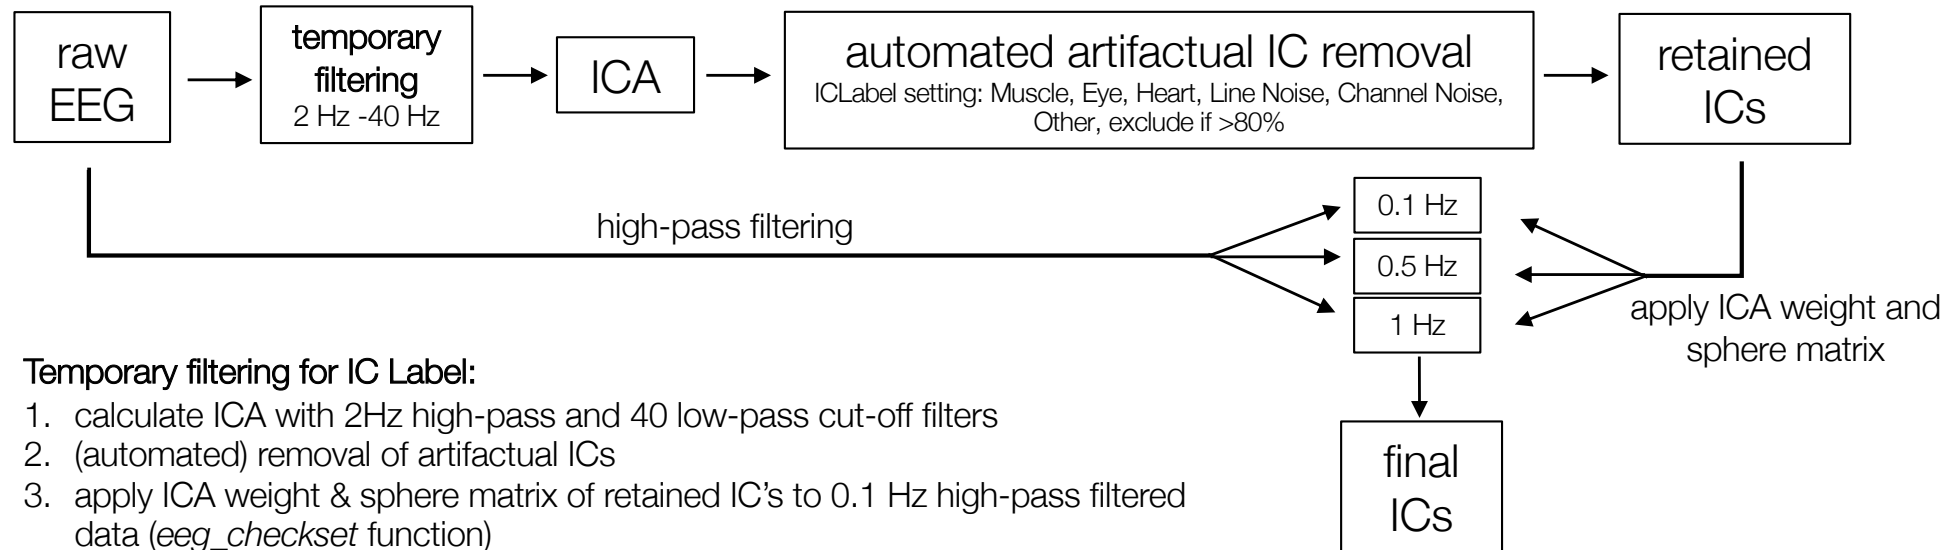 raw
EEG
temporary
filtering
2 Hz -40 Hz
ICA
automated artifactual IC removal
ICLabel setting: Muscle, Eye, Heart, Line Noise, Channel Noise,
Other, exclude if >80%
retained
ICs
high-pass filtering
0.1 Hz
0.5 Hz
1 Hz
apply ICA weight and
sphere matrix
final
ICs
Temporary filtering for IC Label:
1. calculate ICA with 2Hz high-pass and 40 low-pass cut-off filters
2. (automated) removal of artifactual ICs
3. apply ICA weight & sphere matrix of retained IC's to 0.1 Hz high-pass filtered
data (eeg_checkset function)